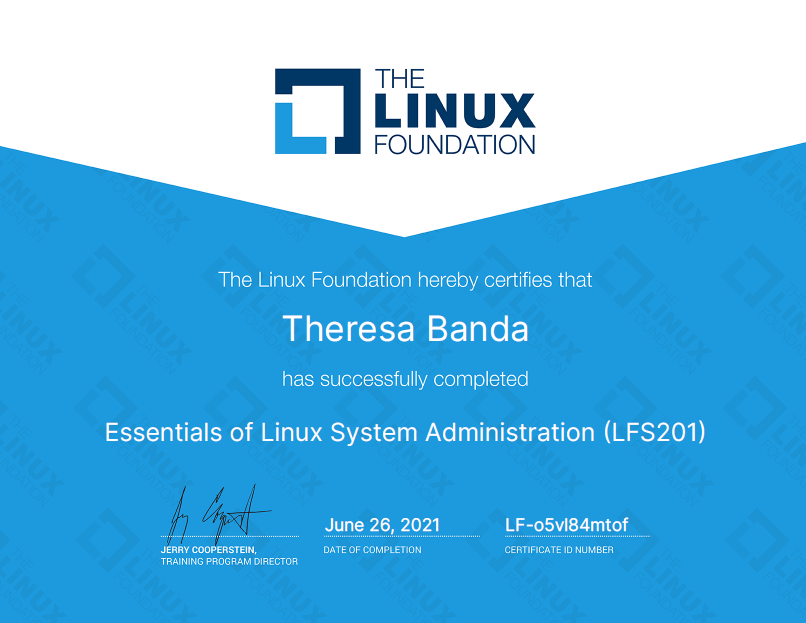 THE
LINUX
FOUNDATION
The Linux Foundation hereby certifies that
Theresa Banda
has successfully completed
Essentials of Linux System Administration (LFS201)
June 26, 2021
LF-o5vl84mtof
JERRY COOPERSTEIN,
TRAINING PROGRAM DIRECTOR
DATE OF COMPLETION
CERTIFICATE ID NUMBER